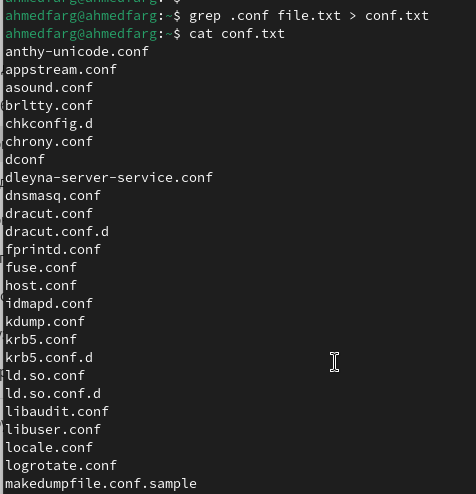 ahmedfarg@ahmedfarg:~$ grep .conf file.txt > conf.txt
ahmedfarg@ahmedfarg:~$ cat conf.txt
anthy-unicode.conf
appstream.conf
asound.conf
brltty.conf
chkconfig.d
chrony.conf
dconf
dleyna-server-service.conf
dnsmasq.conf
dracut.conf
dracut.conf.d
fprintd.conf
fuse.conf
host.conf
idmapd.conf
kdump.conf
krb5.conf
krb5.conf.d
ld.so.conf
ld.so.conf.d
libaudit.conf
libuser.conf
locale.conf
logrotate.conf
makedumpfile.conf.sample